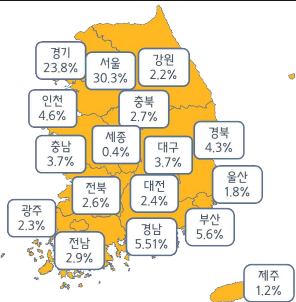 경기
23.8%
서울
30.3%
강원
2.2%
인천
4.6%
충북
2.7%
세종
0.4%
충남
3.7%
대구
3.7%
경북
4.3%
전북
2.6%
대전
2.4%
울산
1.8%
광주
2.3%
전남
2.9%
경남
5.51%
부산
5.6%
제주
1.2%